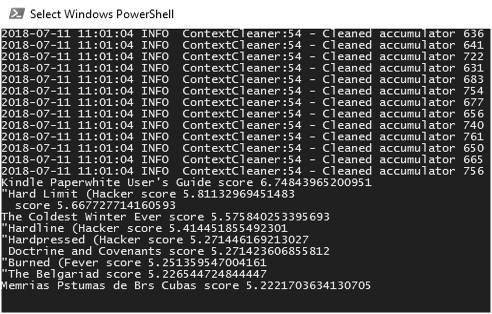 Select Windows PowerShell
2018-07-11 11:01:04 INFO  ContextCleaner:54 - Cleaned accumulator 636
2018-07-11 11:01:04 INFO  ContextCleaner:54 - Cleaned accumulator 641
2018-07-11 11:01:04 INFO  ContextCleaner:54 - Cleaned accumulator 722
2018-07-11 11:01:04 INFO  ContextCleaner:54 - Cleaned accumulator 631
2018-07-11 11:01:04 INFO  ContextCleaner:54 - Cleaned accumulator 683
2018-07-11 11:01:04 INFO  ContextCleaner:54 - Cleaned accumulator 754
2018-07-11 11:01:04 INFO  ContextCleaner:54 - Cleaned accumulator 677
2018-07-11 11:01:04 INFO  ContextCleaner:54 - Cleaned accumulator 656
2018-07-11 11:01:04 INFO  ContextCleaner:54 - Cleaned accumulator 740
2018-07-11 11:01:04 INFO  ContextCleaner:54 - Cleaned accumulator 761
2018-07-11 11:01:04 INFO  ContextCleaner:54 - Cleaned accumulator 650
2018-07-11 11:01:04 INFO  ContextCleaner:54 - Cleaned accumulator 665
2018-07-11 11:01:04 INFO  ContextCleaner:54 - Cleaned accumulator 756
Kindle Paperwhite User's Guide score 6.74843965200951
"Hard Limit (Hacker score 5.81132969451483
  score 5.667727714160593
The Coldest Winter Ever score 5.575840253395693
"Hardline (Hacker score 5.414451855492301
"Hardpressed (Hacker score 5.271446169213027
 Doctrine and Covenants score 5.271423606855812
"Burned (Fever score 5.251359547004161
"The Belgariad score 5.226544724844447
Memrias Pstumas de Brs Cubas score 5.2221703634130705